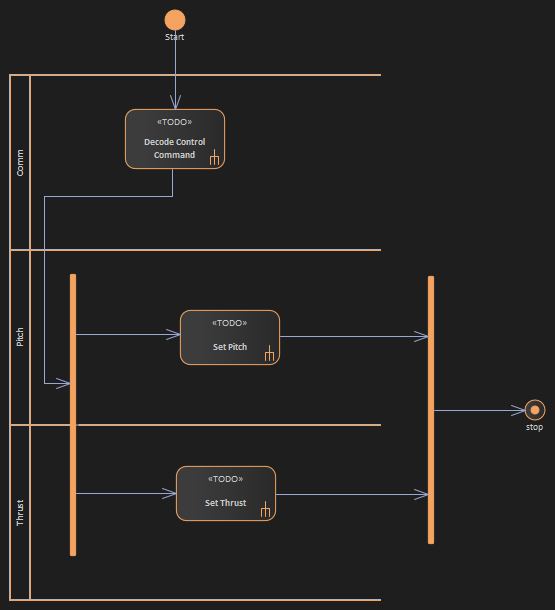 Start
Comm
«TODO»
Decode Control
Command
Pitch
«TODO»
Set Pitch
stop
Thrust
«TODO»
Set Thrust